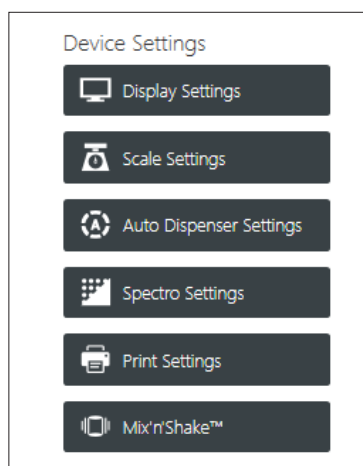 Device Settings
Display Settings
Scale Settings
Auto Dispenser Settings
Spectro Settings
Print Settings
Mix'n'Shake™